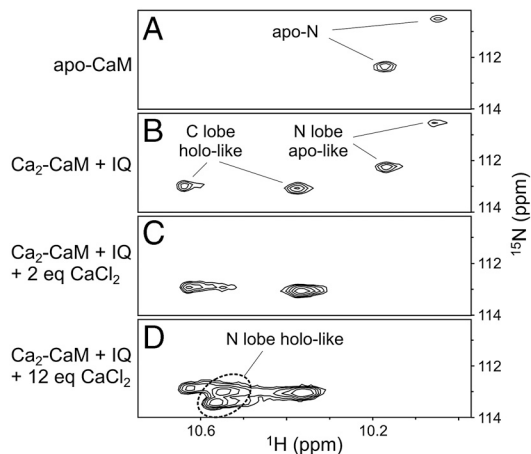 A
apo-N
apo-CaM
112
114
B
C lobe
holo-like
N lobe
apo-like
Ca₂-CaM + IQ
112
114
C
Ca₂-CaM + IQ
+ 2 eq CaCl₂
112
114
D
N lobe holo-like
Ca₂-CaM + IQ
+ 12 eq CaCl₂
112
114
¹⁵N (ppm)
10.6
10.2
¹H (ppm)